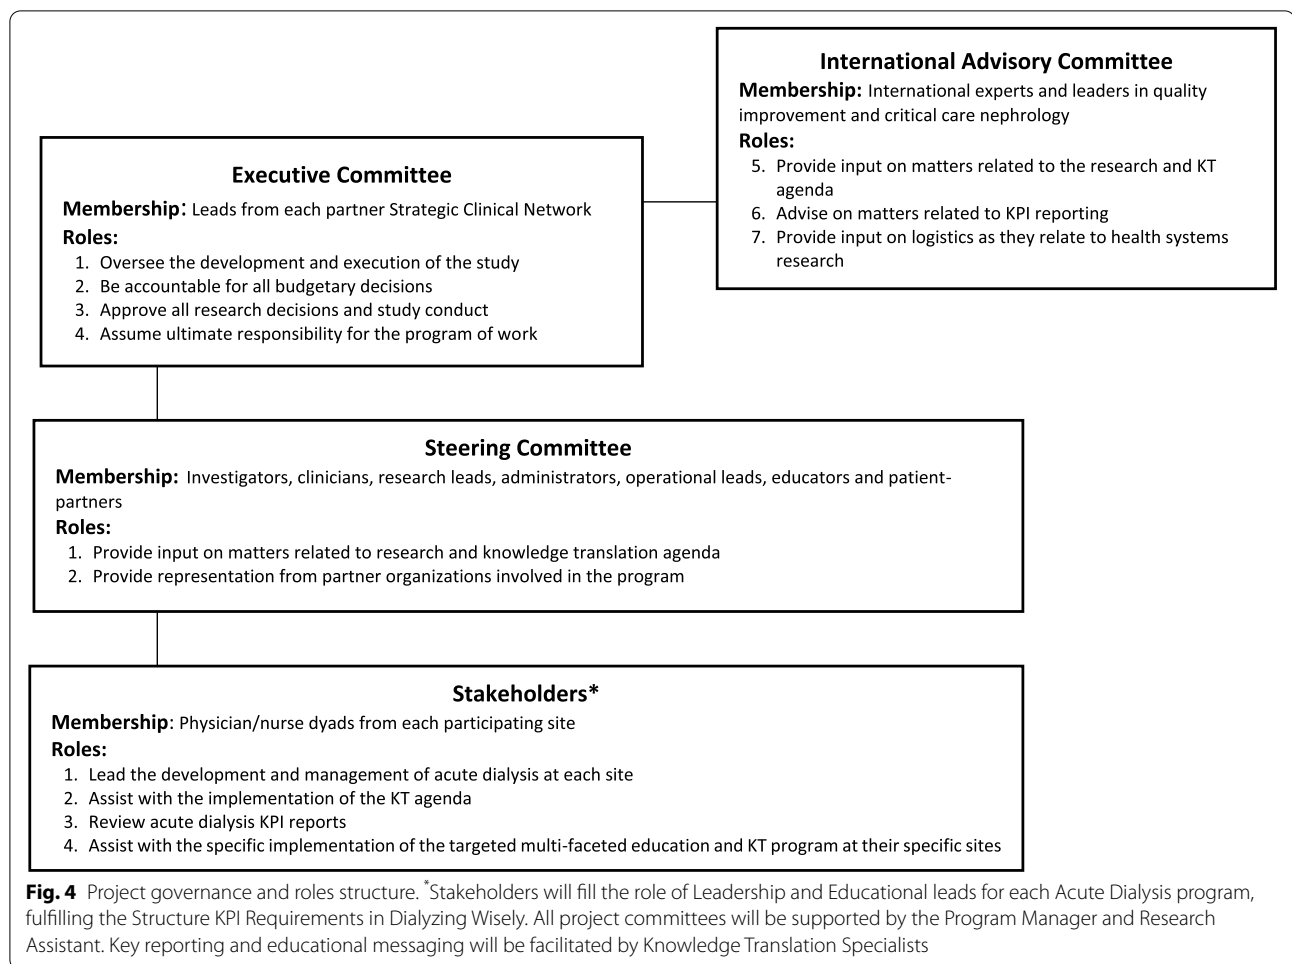 International Advisory Committee
Membership: International experts and leaders in quality
improvement and critical care nephrology
Roles:
5. Provide input on matters related to the research and KT
agenda
6. Advise on matters related to KPI reporting
7. Provide input on logistics as they relate to health systems
research
Executive Committee
Membership: Leads from each partner Strategic Clinical Network
Roles:
1. Oversee the development and execution of the study
2. Be accountable for all budgetary decisions
3. Approve all research decisions and study conduct
4. Assume ultimate responsibility for the program of work
Steering Committee
Membership: Investigators, clinicians, research leads, administrators, operational leads, educators and patient-
partners
Roles:
1. Provide input on matters related to research and knowledge translation agenda
2. Provide representation from partner organizations involved in the program
Stakeholders*
Membership: Physician/nurse dyads from each participating site
Roles:
1. Lead the development and management of acute dialysis at each site
2. Assist with the implementation of the KT agenda
3. Review acute dialysis KPI reports
4. Assist with the specific implementation of the targeted multi-faceted education and KT program at their specific sites
Fig. 4 Project governance and roles structure. *Stakeholders will fill the role of Leadership and Educational leads for each Acute Dialysis program,
fulfilling the Structure KPI Requirements in Dialyzing Wisely. All project committees will be supported by the Program Manager and Research
Assistant. Key reporting and educational messaging will be facilitated by Knowledge Translation Specialists